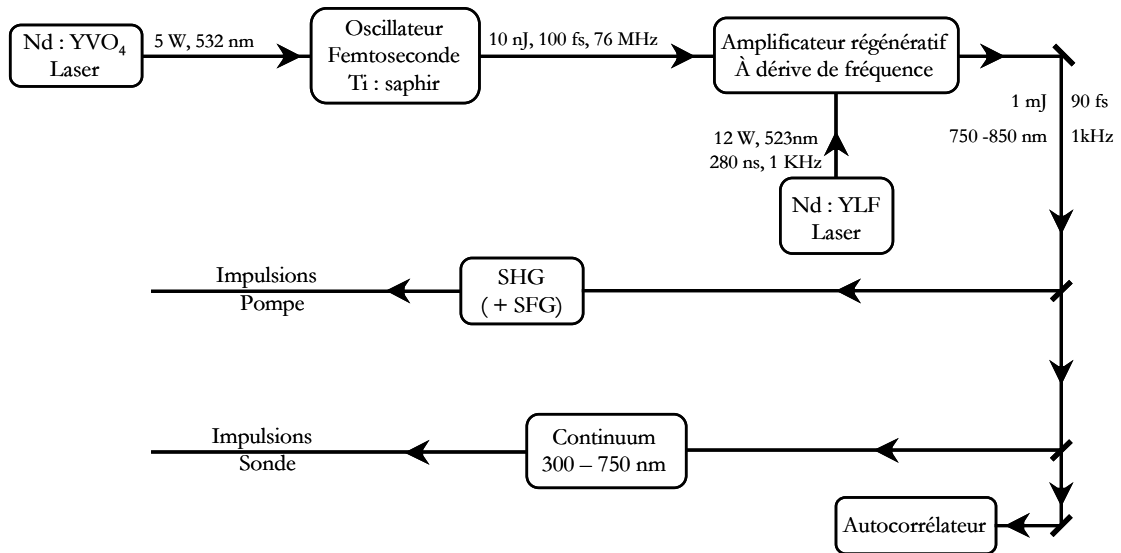 Nd : YVO4
Laser
5 W, 532 nm
Oscillateur
Femtoseconde
Ti : saphir
10 nJ, 100 fs, 76 MHz
Amplificateur régénératif
À dérive de fréquence
1 mJ
90 fs
750 -850 nm
1kHz
12 W, 523nm
280 ns, 1 KHz
Nd : YLF
Laser
Impulsions
Pompe
SHG
( + SFG)
Impulsions
Sonde
Continuum
300 – 750 nm
Autocorrélateur